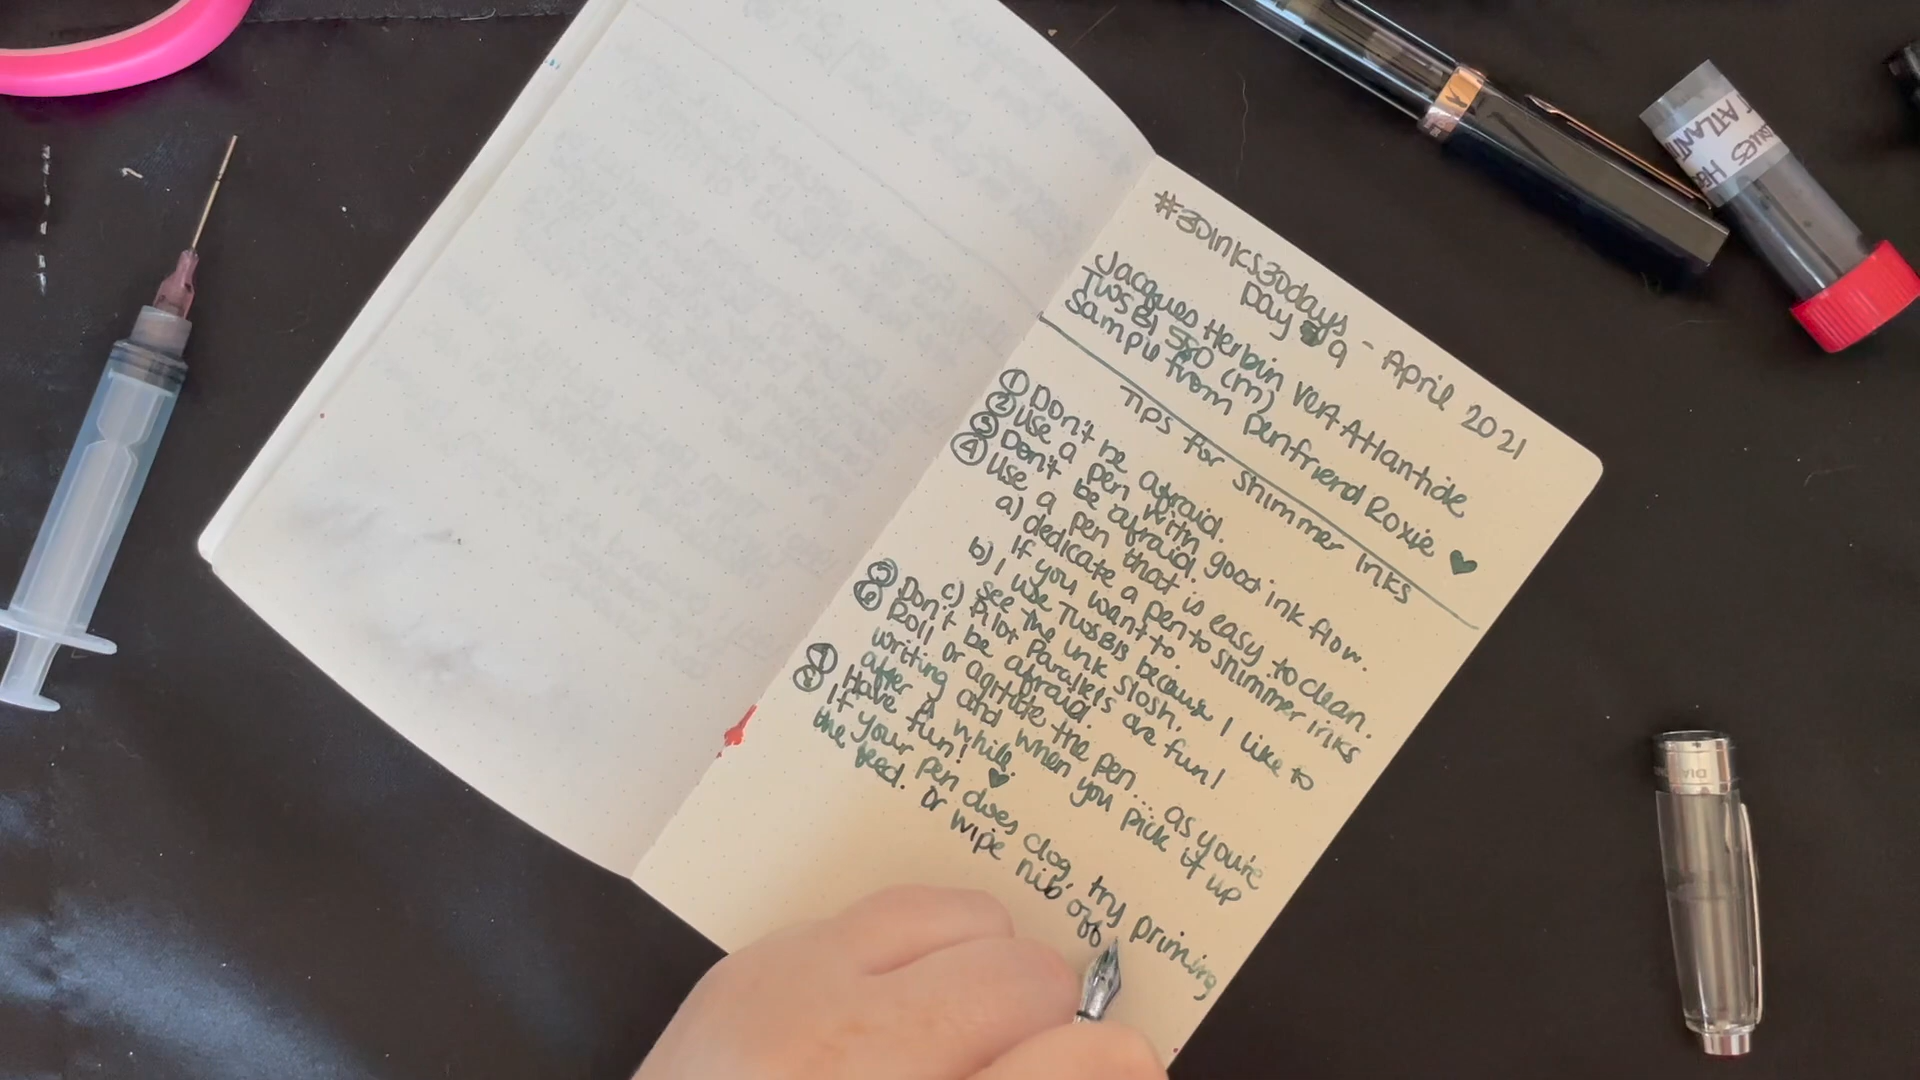 #30inks30days - April 2021
Day 9
Jacques Herbin Vert Atlantide
TWSBI 580 (m)
Sample from Penfriend Roxie ♥
Tips for Shimmer Inks
① Don't be afraid.
② Use a pen with good ink flow.
③ Don't be afraid.
④ Use a pen that is easy to clean.
a) dedicate a pen to shimmer inks
if you want to.
b) I use TWSBIs because I like to
see the ink slosh.
c) Pilot Parallels are fun!
⑤ Don't be afraid.
⑥ Roll or agitate the pen... as you're
writing and when you pick it up
after a while.
⑦ Have fun! ♥
⑧ If your pen does clog, try priming
the feed. Or wipe nib off
JACQUES HE
T ATLANT
DIA